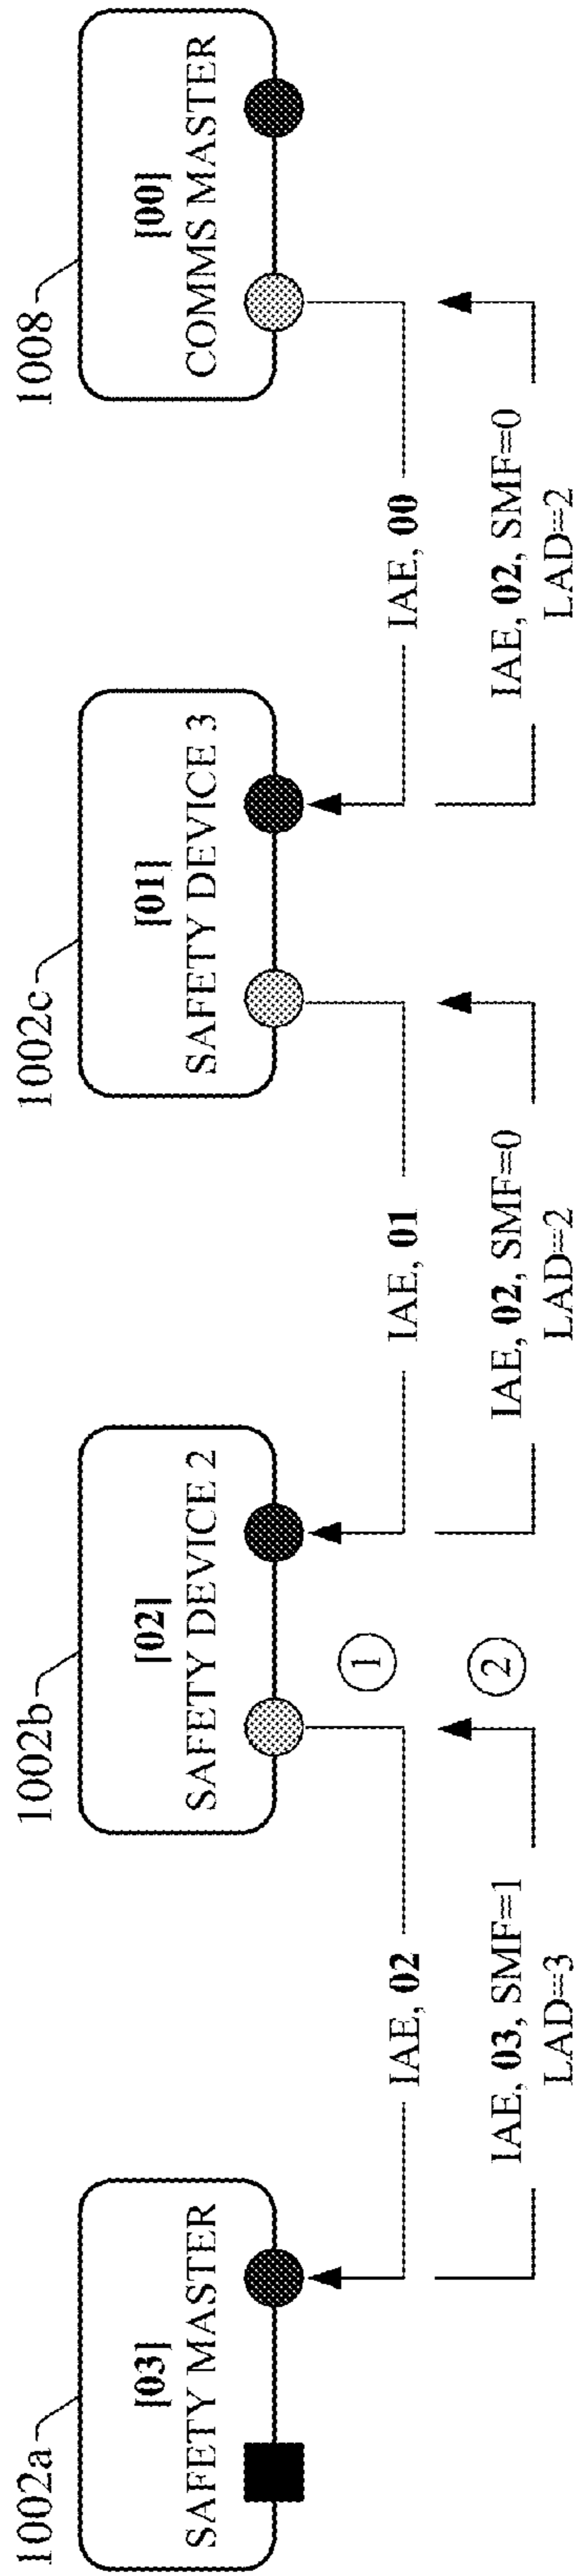 1002a
[03]
SAFETY MASTER
1002b
[02]
SAFETY DEVICE 2
1002c
[01]
SAFETY DEVICE 3
1008
[00]
COMMS MASTER
IAE, 02
1
IAE, 01
IAE, 00
IAE, 03, SMF=1
LAD=3
2
IAE, 02, SMF=0
LAD=2
IAE, 02, SMF=0
LAD=2